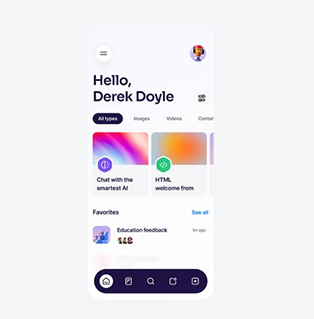 Hello,
Derek Doyle
All types
Images
Videos
Conter
Chat with the
smartest AI
HTML
welcome from
Favorites
See all
Education feedback
1m ago